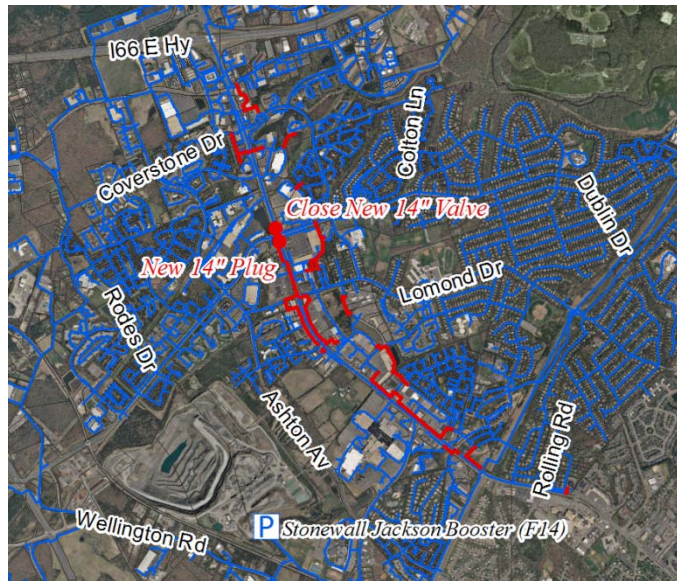 I66 E Hy
Colton Ln
Coverstone Dr
Dublin Dr
Close New 14" Valve
New 14" Plug
Lomond Dr
Rodes Dr
Ashton Av
Rolling Rd
P Stonewall Jackson Booster (F14)
Wellington Rd